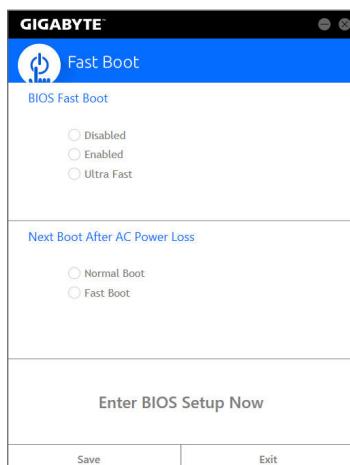 GIGABYTE™
Fast Boot
BIOS Fast Boot
Disabled
Enabled
Ultra Fast
Next Boot After AC Power Loss
Normal Boot
Fast Boot
Enter BIOS Setup Now
Save Exit